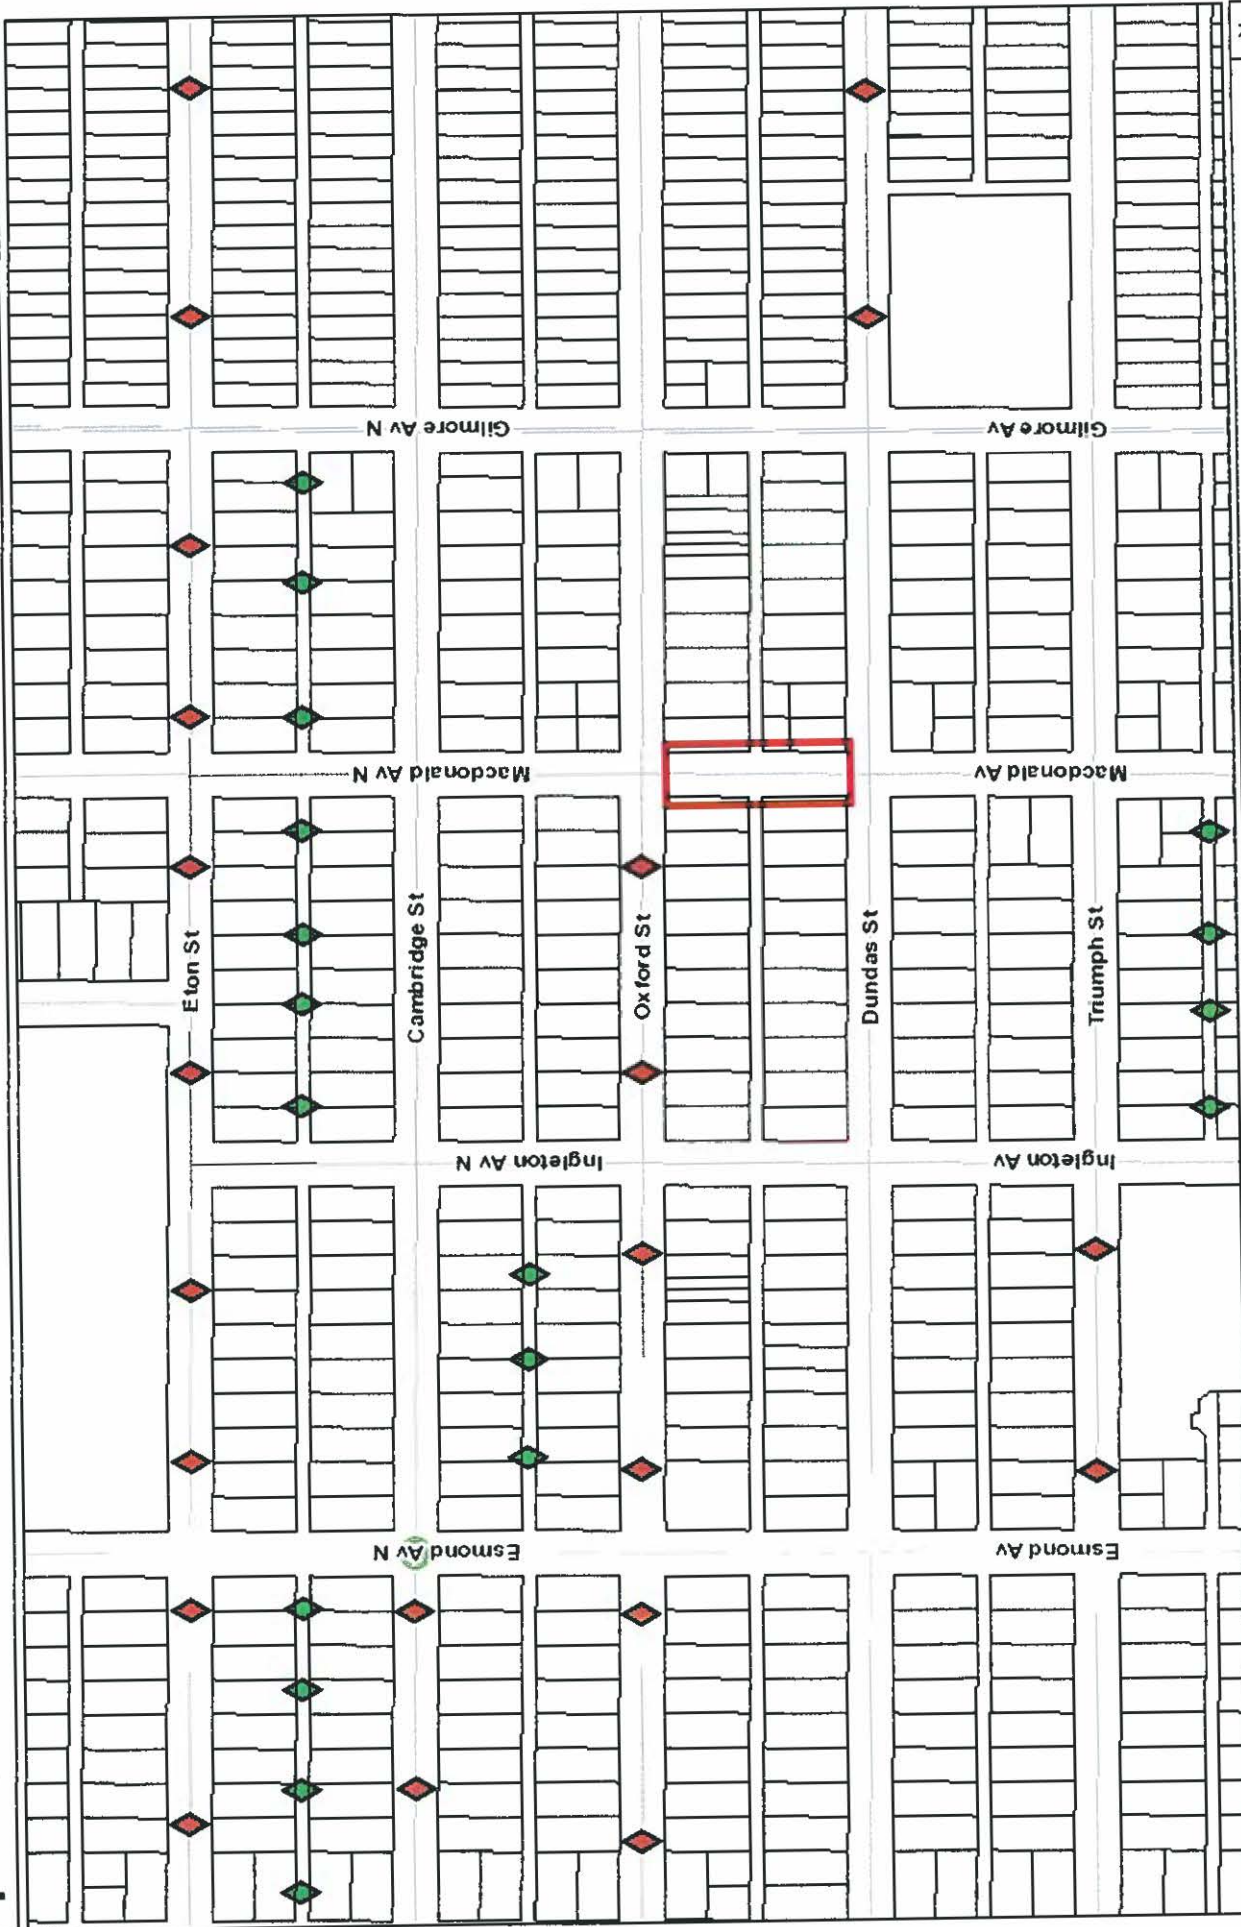 Gilmore Av N
Gilmore Av
Macdonald Av N
Macdonald Av
Eton St
Cambridge St
Oxford St
Dundas St
Triumph St
Ingleton Av N
Ingleton Av
Esmond Av N
Esmond Av